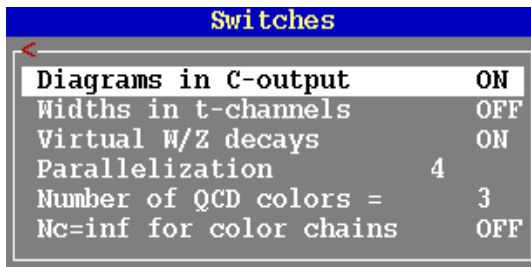 Switches
<
Diagrams in C-output ON
Widths in t-channels OFF
Virtual W/Z decays ON
Parallelization 4
Number of QCD colors = 3
Nc=inf for color chains OFF